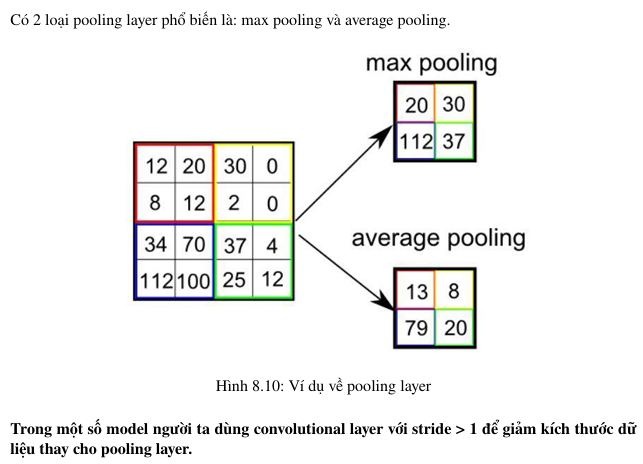 Có 2 loại pooling layer phổ biến là: max pooling và average pooling.
max pooling
20 30
112 37
12 20 30 0
8 12 2 0
34 70 37 4
112 100 25 12
average pooling
13 8
79 20
Hình 8.10: Ví dụ về pooling layer
Trong một số model người ta dùng convolutional layer với stride > 1 để giảm kích thước dữ
liệu thay cho pooling layer.